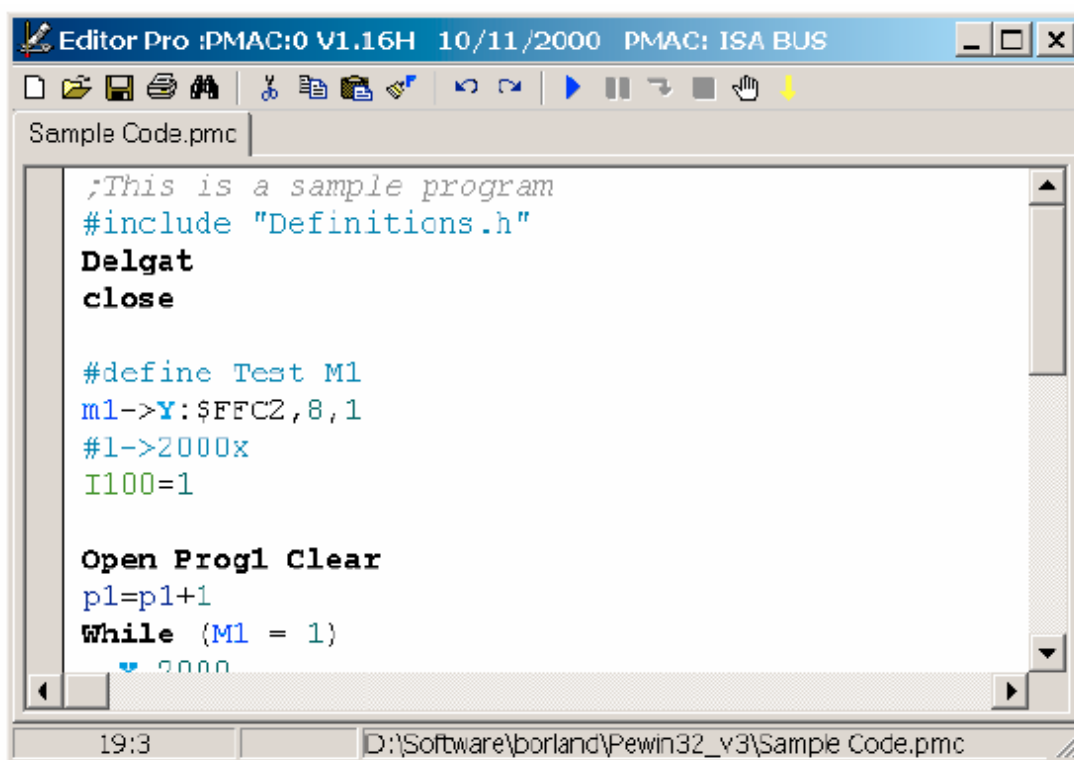 Editor Pro :PMAC:0 V1.16H 10/11/2000 PMAC: ISA BUS
Sample Code.pmc
;This is a sample program
#include "Definitions.h"
Delgat
close
#define Test M1
m1->Y:$FFC2,8,1
#1->2000x
I100=1
Open Prog1 Clear
p1=p1+1
While (M1 = 1)
2000
19:3
D:\Software\borland\Pewin32_v3\Sample Code.pmc